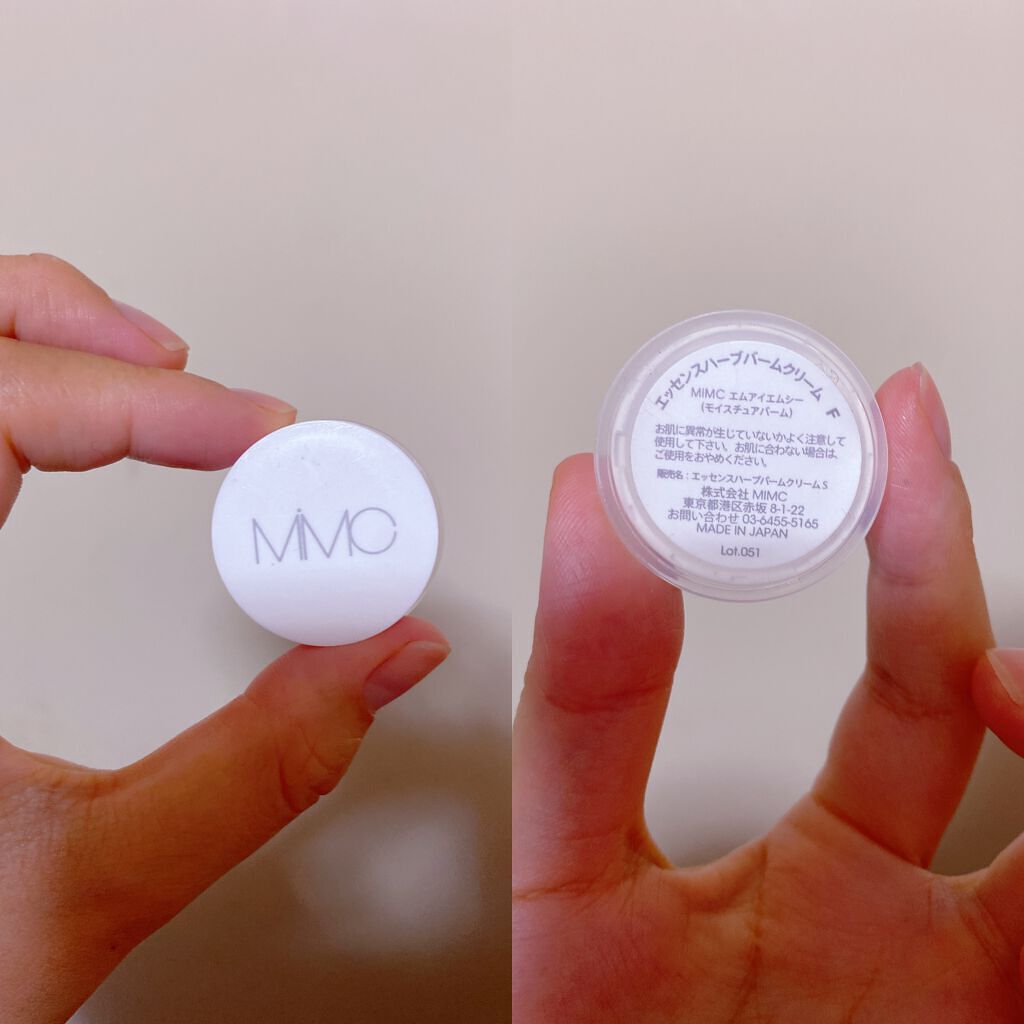 MiMC
エッセンスハーブバームクリーム F
MIMC エムアイエムシー
(モイスチュアバーム)
お肌に異常が生じていないかよく注意して
使用して下さい。お肌に合わない場合は、
ご使用をおやめください。
販売名：エッセンスハーブバームクリーム S
株式会社 MIMC
東京都港区赤坂 8-1-22
お問い合わせ 03-6455-5165
MADE IN JAPAN
Lot.051